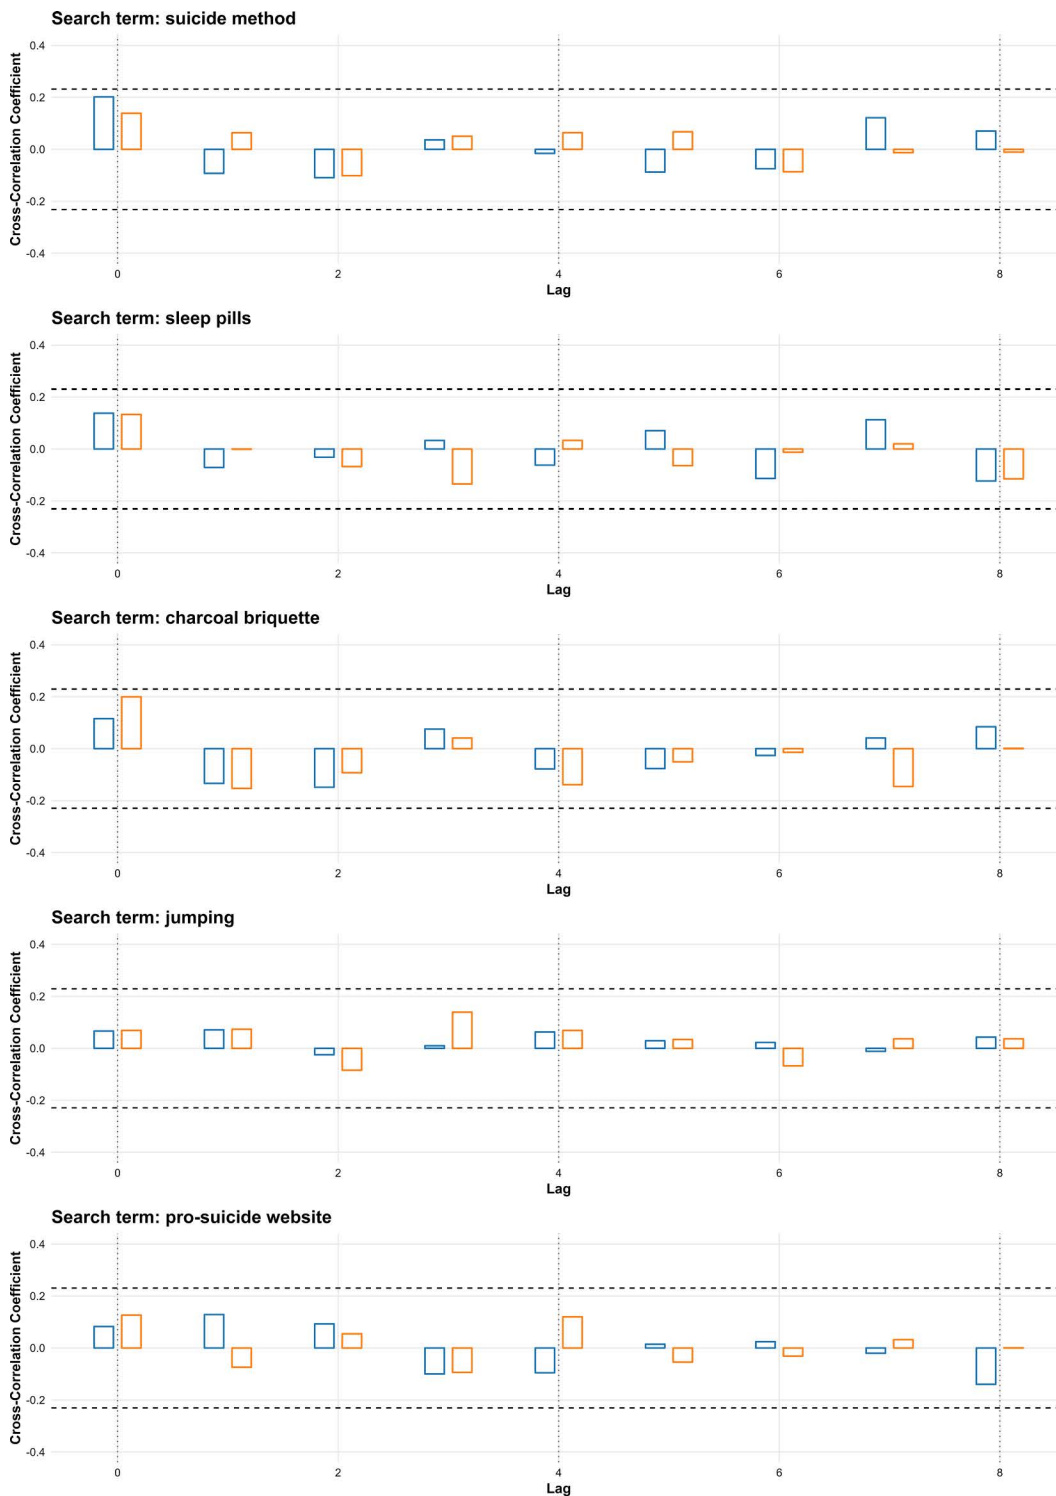 Search term: suicide method
Cross-Correlation Coefficient
0.4
0.2
0.0
-0.2
-0.4
0 2 4 6 8
Lag
Search term: sleep pills
Cross-Correlation Coefficient
0.4
0.2
0.0
-0.2
-0.4
0 2 4 6 8
Lag
Search term: charcoal briquette
Cross-Correlation Coefficient
0.4
0.2
0.0
-0.2
-0.4
0 2 4 6 8
Lag
Search term: jumping
Cross-Correlation Coefficient
0.4
0.2
0.0
-0.2
-0.4
0 2 4 6 8
Lag
Search term: pro-suicide website
Cross-Correlation Coefficient
0.4
0.2
0.0
-0.2
-0.4
0 2 4 6 8
Lag